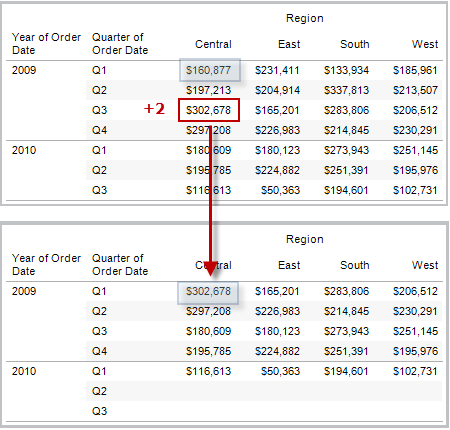 Region
Year of Order Date Quarter of Order Date Central East South West
2009 Q1 $160,877 $231,411 $133,934 $185,961
Q2 $197,213 $204,914 $337,813 $213,507
+2 Q3 $302,678 $165,201 $283,806 $206,512
Q4 $297,208 $226,983 $214,845 $230,291
2010 Q1 $180,609 $180,123 $273,943 $251,145
Q2 $195,785 $224,882 $251,391 $195,976
Q3 $116,613 $50,363 $194,601 $102,731
Region
Year of Order Date Quarter of Order Date Central East South West
2009 Q1 $302,678 $165,201 $283,806 $206,512
Q2 $297,208 $226,983 $214,845 $230,291
Q3 $180,609 $180,123 $273,943 $251,145
Q4 $195,785 $224,882 $251,391 $195,976
2010 Q1 $116,613 $50,363 $194,601 $102,731
Q2
Q3